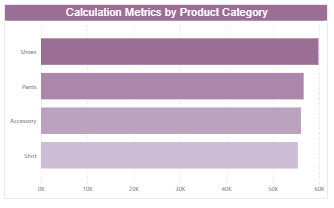 Calculation Metrics by Product Category
Shoes
Pants
Accessory
Shirt
0K 10K 20K 30K 40K 50K 60K